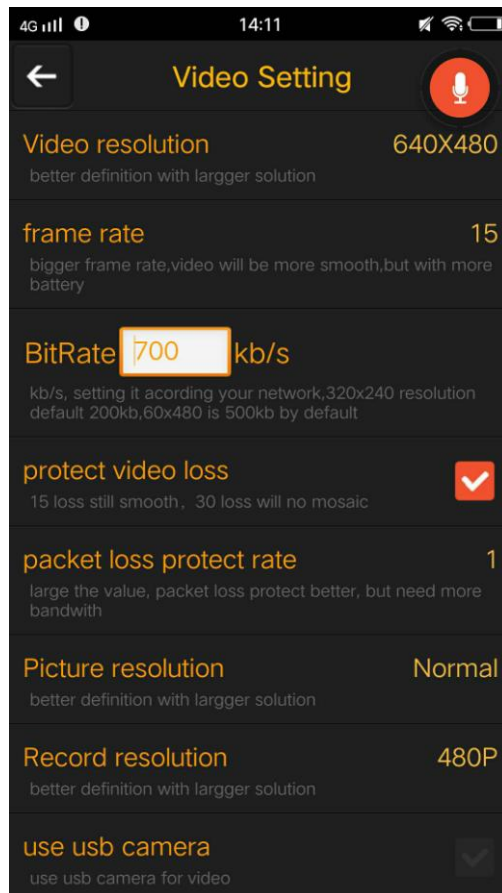 4G 14:11
Video Setting
Video resolution 640X480
better definition with largger solution
frame rate 15
bigger frame rate,video will be more smooth,but with more
battery
BitRate 700 kb/s
kb/s, setting it acording your network,320x240 resolution
default 200kb,60x480 is 500kb by default
protect video loss
15 loss still smooth, 30 loss will no mosaic
packet loss protect rate 1
large the value, packet loss protect better, but need more
bandwith
Picture resolution Normal
better definition with largger solution
Record resolution 480P
better definition with largger solution
use usb camera
use usb camera for video